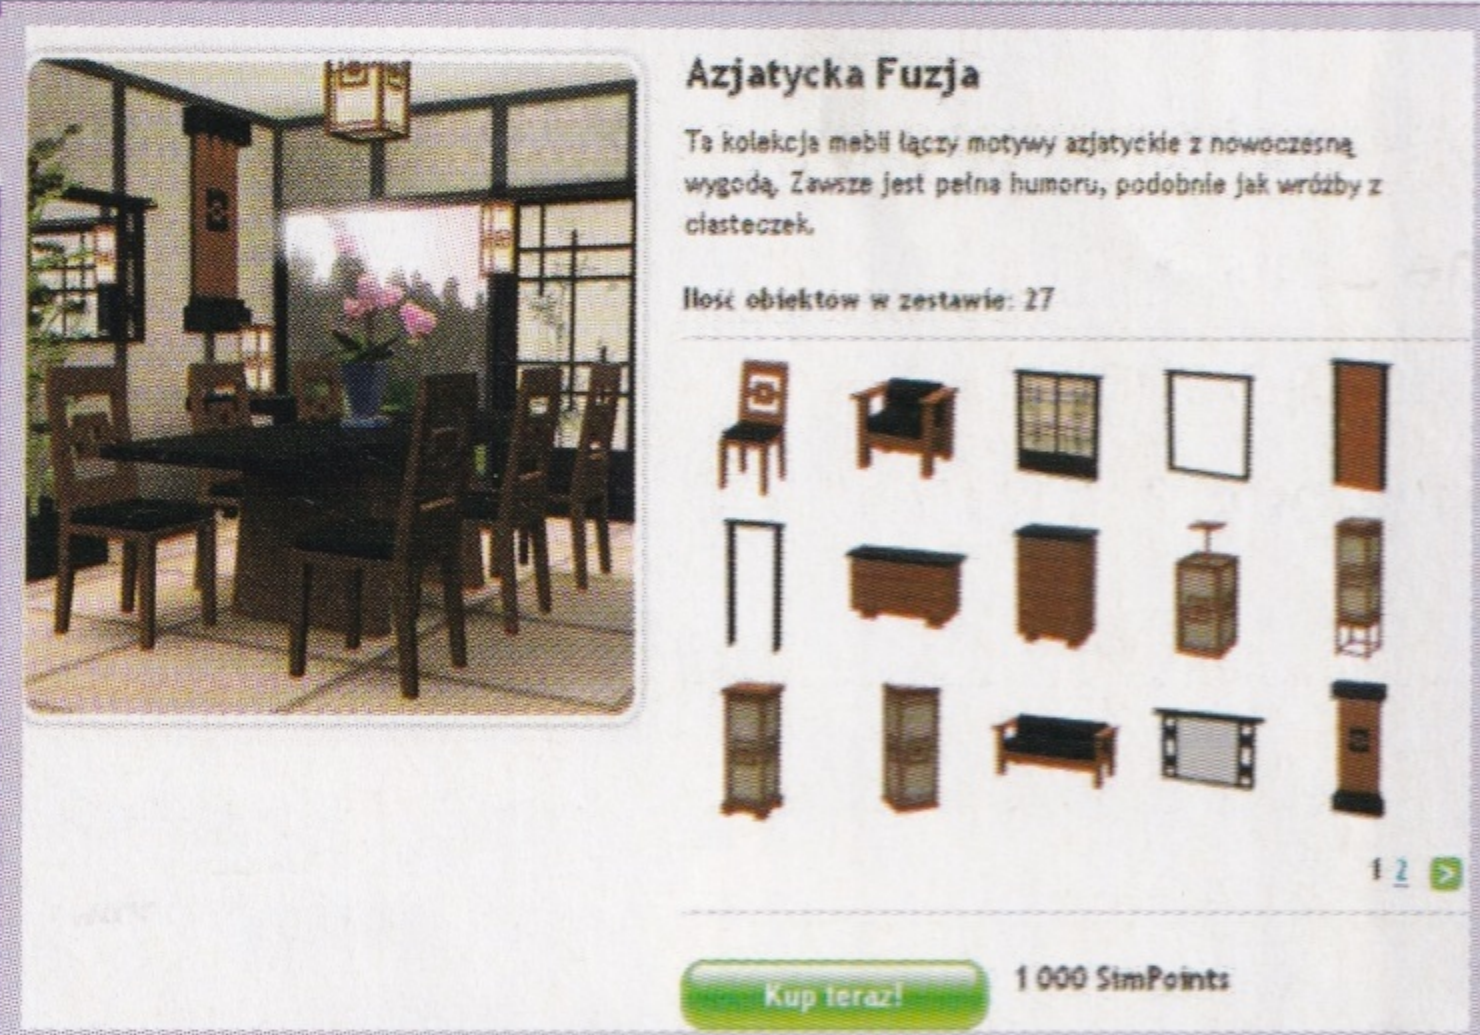 Azjatycka Fuzja
Ta kolekcja mebli łączy motywy azjatyckie z nowoczesną
wygodą. Zawsze jest pełna humoru, podobnie jak wróżby z
ciasteczek.
Ilość obiektów w zestawie: 27
1 2 >
Kup teraz!
1 000 SimPoints